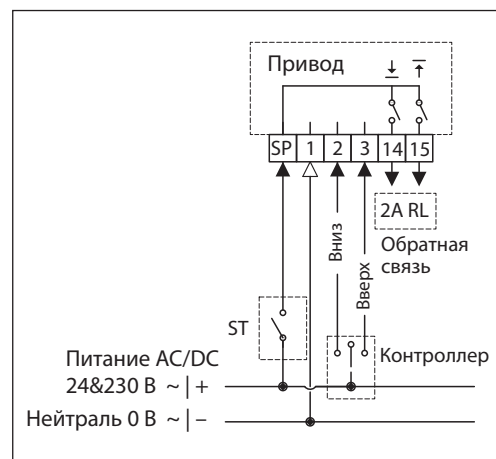 Привод
SP 1 2 3 14 15
2A RL
Обратная
связь
Вниз
Вверх
ST
Контроллер
Питание AC/DC
24&230 В ~ | +
Нейтраль 0 В ~ | –